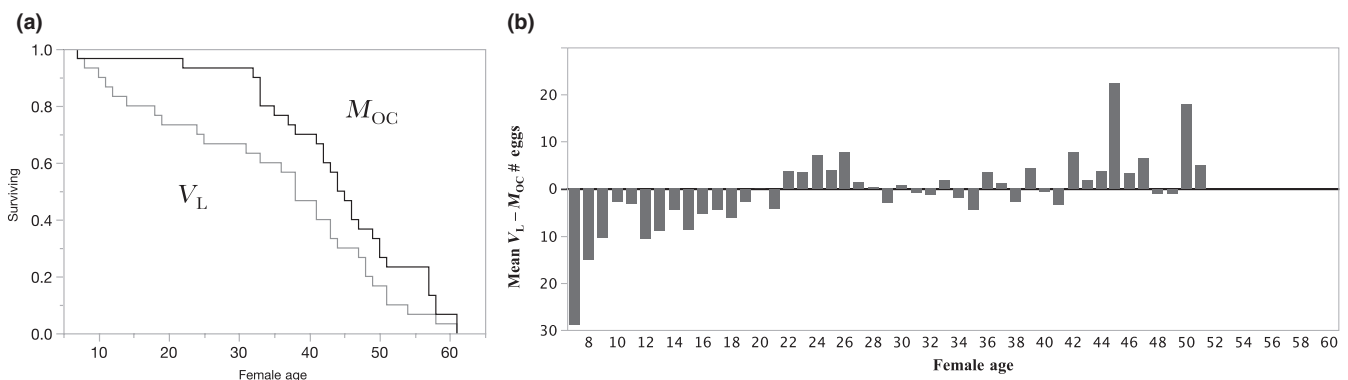 (a)
1.0
0.8
0.6
0.4
0.2
0.0
Surviving
M_OC
V_L
10 20 30 40 50 60
Female age
(b)
20
10
0
10
20
30
Mean V_L – M_OC # eggs
8 10 12 14 16 18 20 22 24 26 28 30 32 34 36 38 40 42 44 46 48 50 52 54 56 58 60
Female age